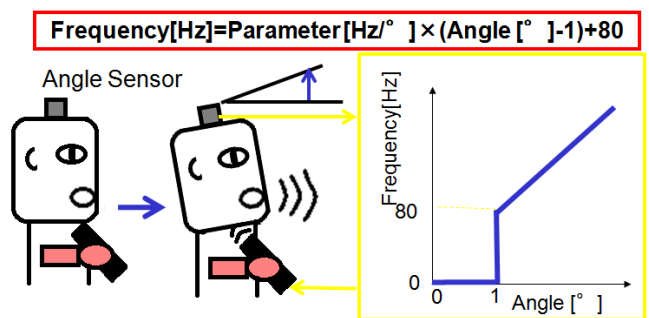 Frequency[Hz]=Parameter[Hz/°]×(Angle[°]-1)+80
Angle Sensor
Frequency[Hz]
80
0
0
1
Angle [°]